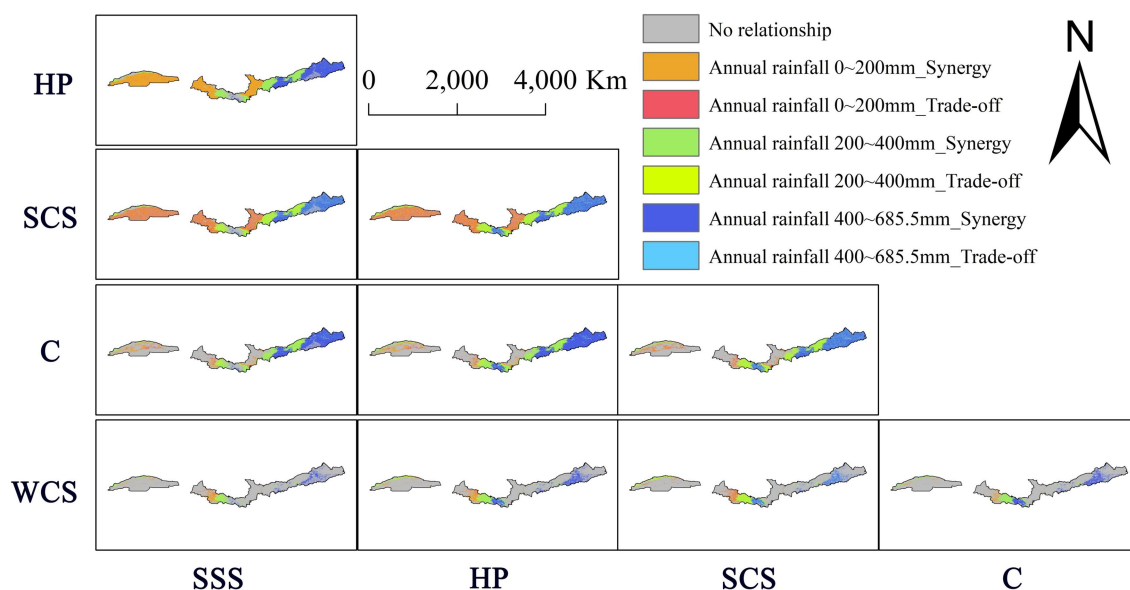 HP
0 2,000 4,000 Km
No relationship
Annual rainfall 0~200mm_Synergy
Annual rainfall 0~200mm_Trade-off
Annual rainfall 200~400mm_Synergy
Annual rainfall 200~400mm_Trade-off
Annual rainfall 400~685.5mm_Synergy
Annual rainfall 400~685.5mm_Trade-off
N
SCS
C
WCS
SSS HP SCS C